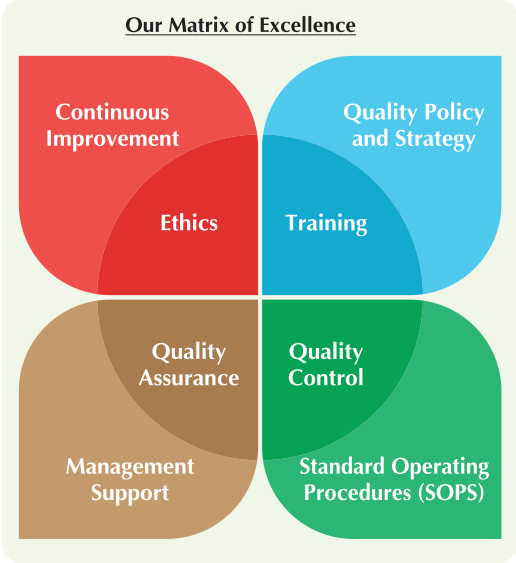 Our Matrix of Excellence
Continuous
Improvement
Quality Policy
and Strategy
Ethics
Training
Quality
Assurance
Quality
Control
Management
Support
Standard Operating
Procedures (SOPS)